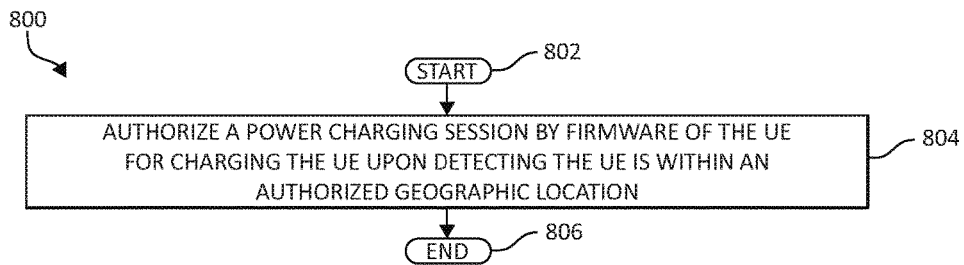 800
802
START
AUTHORIZE A POWER CHARGING SESSION BY FIRMWARE OF THE UE
FOR CHARGING THE UE UPON DETECTING THE UE IS WITHIN AN
AUTHORIZED GEOGRAPHIC LOCATION
804
END
806